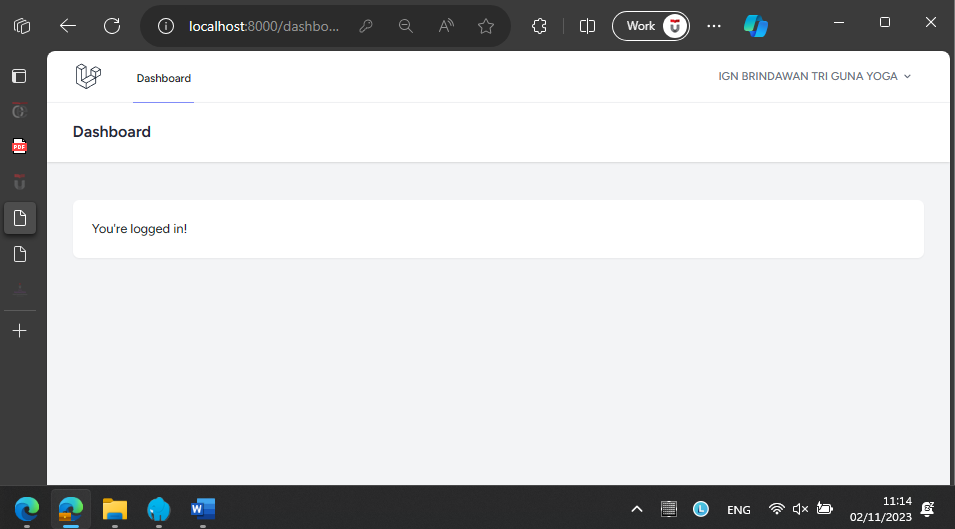 localhost:8000/dashbo...
Work
Dashboard
IGN BRINDAWAN TRI GUNA YOGA
Dashboard
You're logged in!
PDF
ENG
11:14
02/11/2023